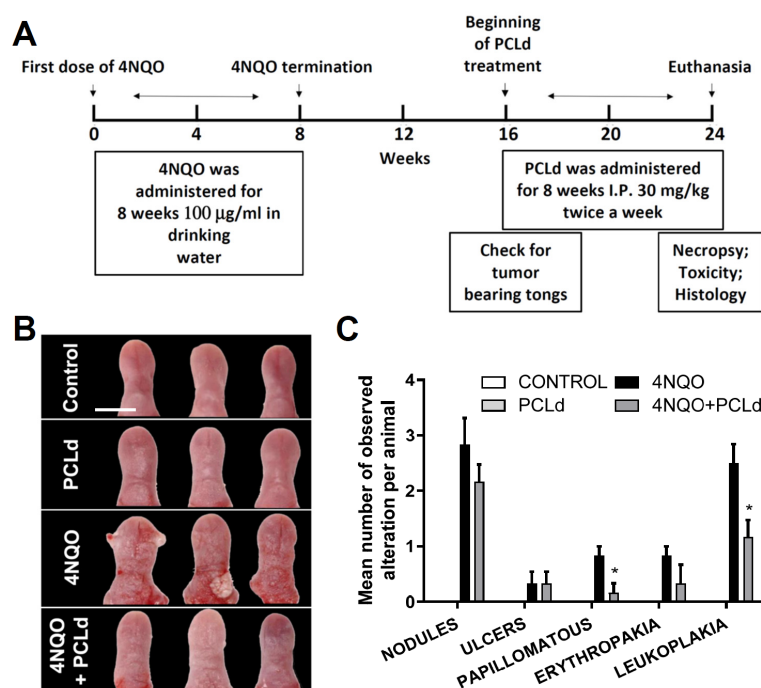 A
Beginning
of PCLd
treatment
First dose of 4NQO
4NQO termination
Euthanasia
0 4 8 12 16 20 24
Weeks
4NQO was
administered for
8 weeks 100 µg/ml in
drinking
water
PCLd was administered
for 8 weeks I.P. 30 mg/kg
twice a week
Check for
tumor
bearing tongs
Necropsy;
Toxicity;
Histology
B
Control
PCLd
4NQO
4NQO
+ PCLd
C
Mean number of observed
alteration per animal
4
3
2
1
0
CONTROL 4NQO
PCLd 4NQO+PCLd
*
*
NODULES
ULCERS
PAPILLOMATOUS
ERYTHROPAKIA
LEUKOPLAKIA